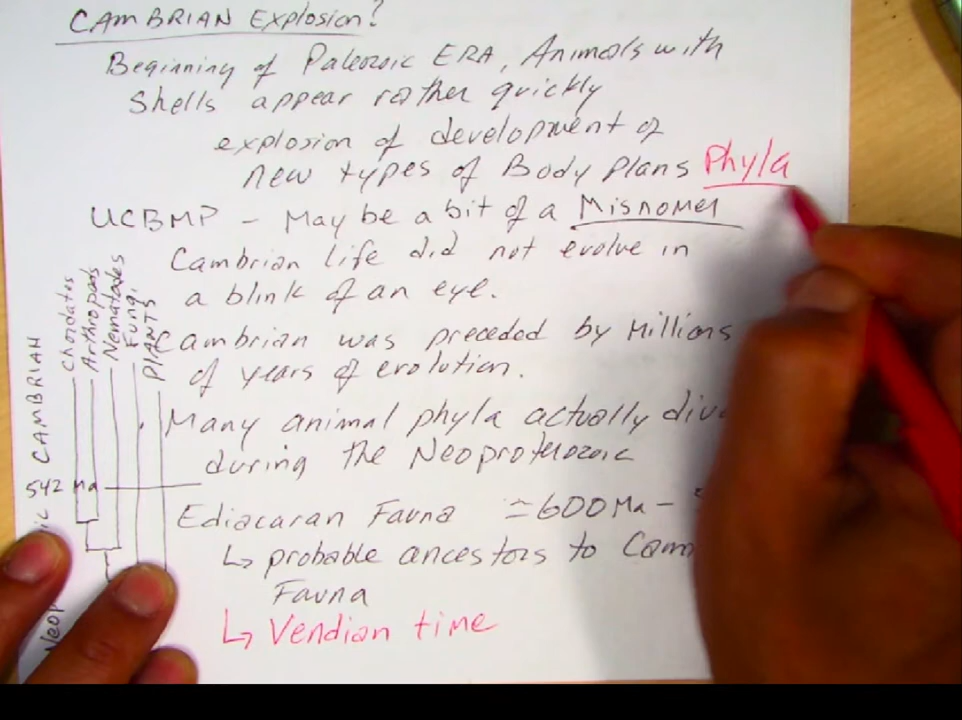 CAMBRIAN Explosion?
Beginning of Paleozoic ERA, Animals with
Shells appear rather quickly
explosion of development of
new types of Body Plans Phyla
UCBMP - May be a bit of a Misnomer
Cambrian life did not evolve in
a blink of an eye.
Cambrian was preceded by Millions
of years of evolution.
Many animal phyla actually
during the Neoproterozoic
Ediacaran Fauna ≃600Ma-
↳ probable ancestors to
Fauna
↳ Vendian time
Chordates
Arthropods
Nematodes
Fungi
PLANTS
CAMBRIAN
542 Ma